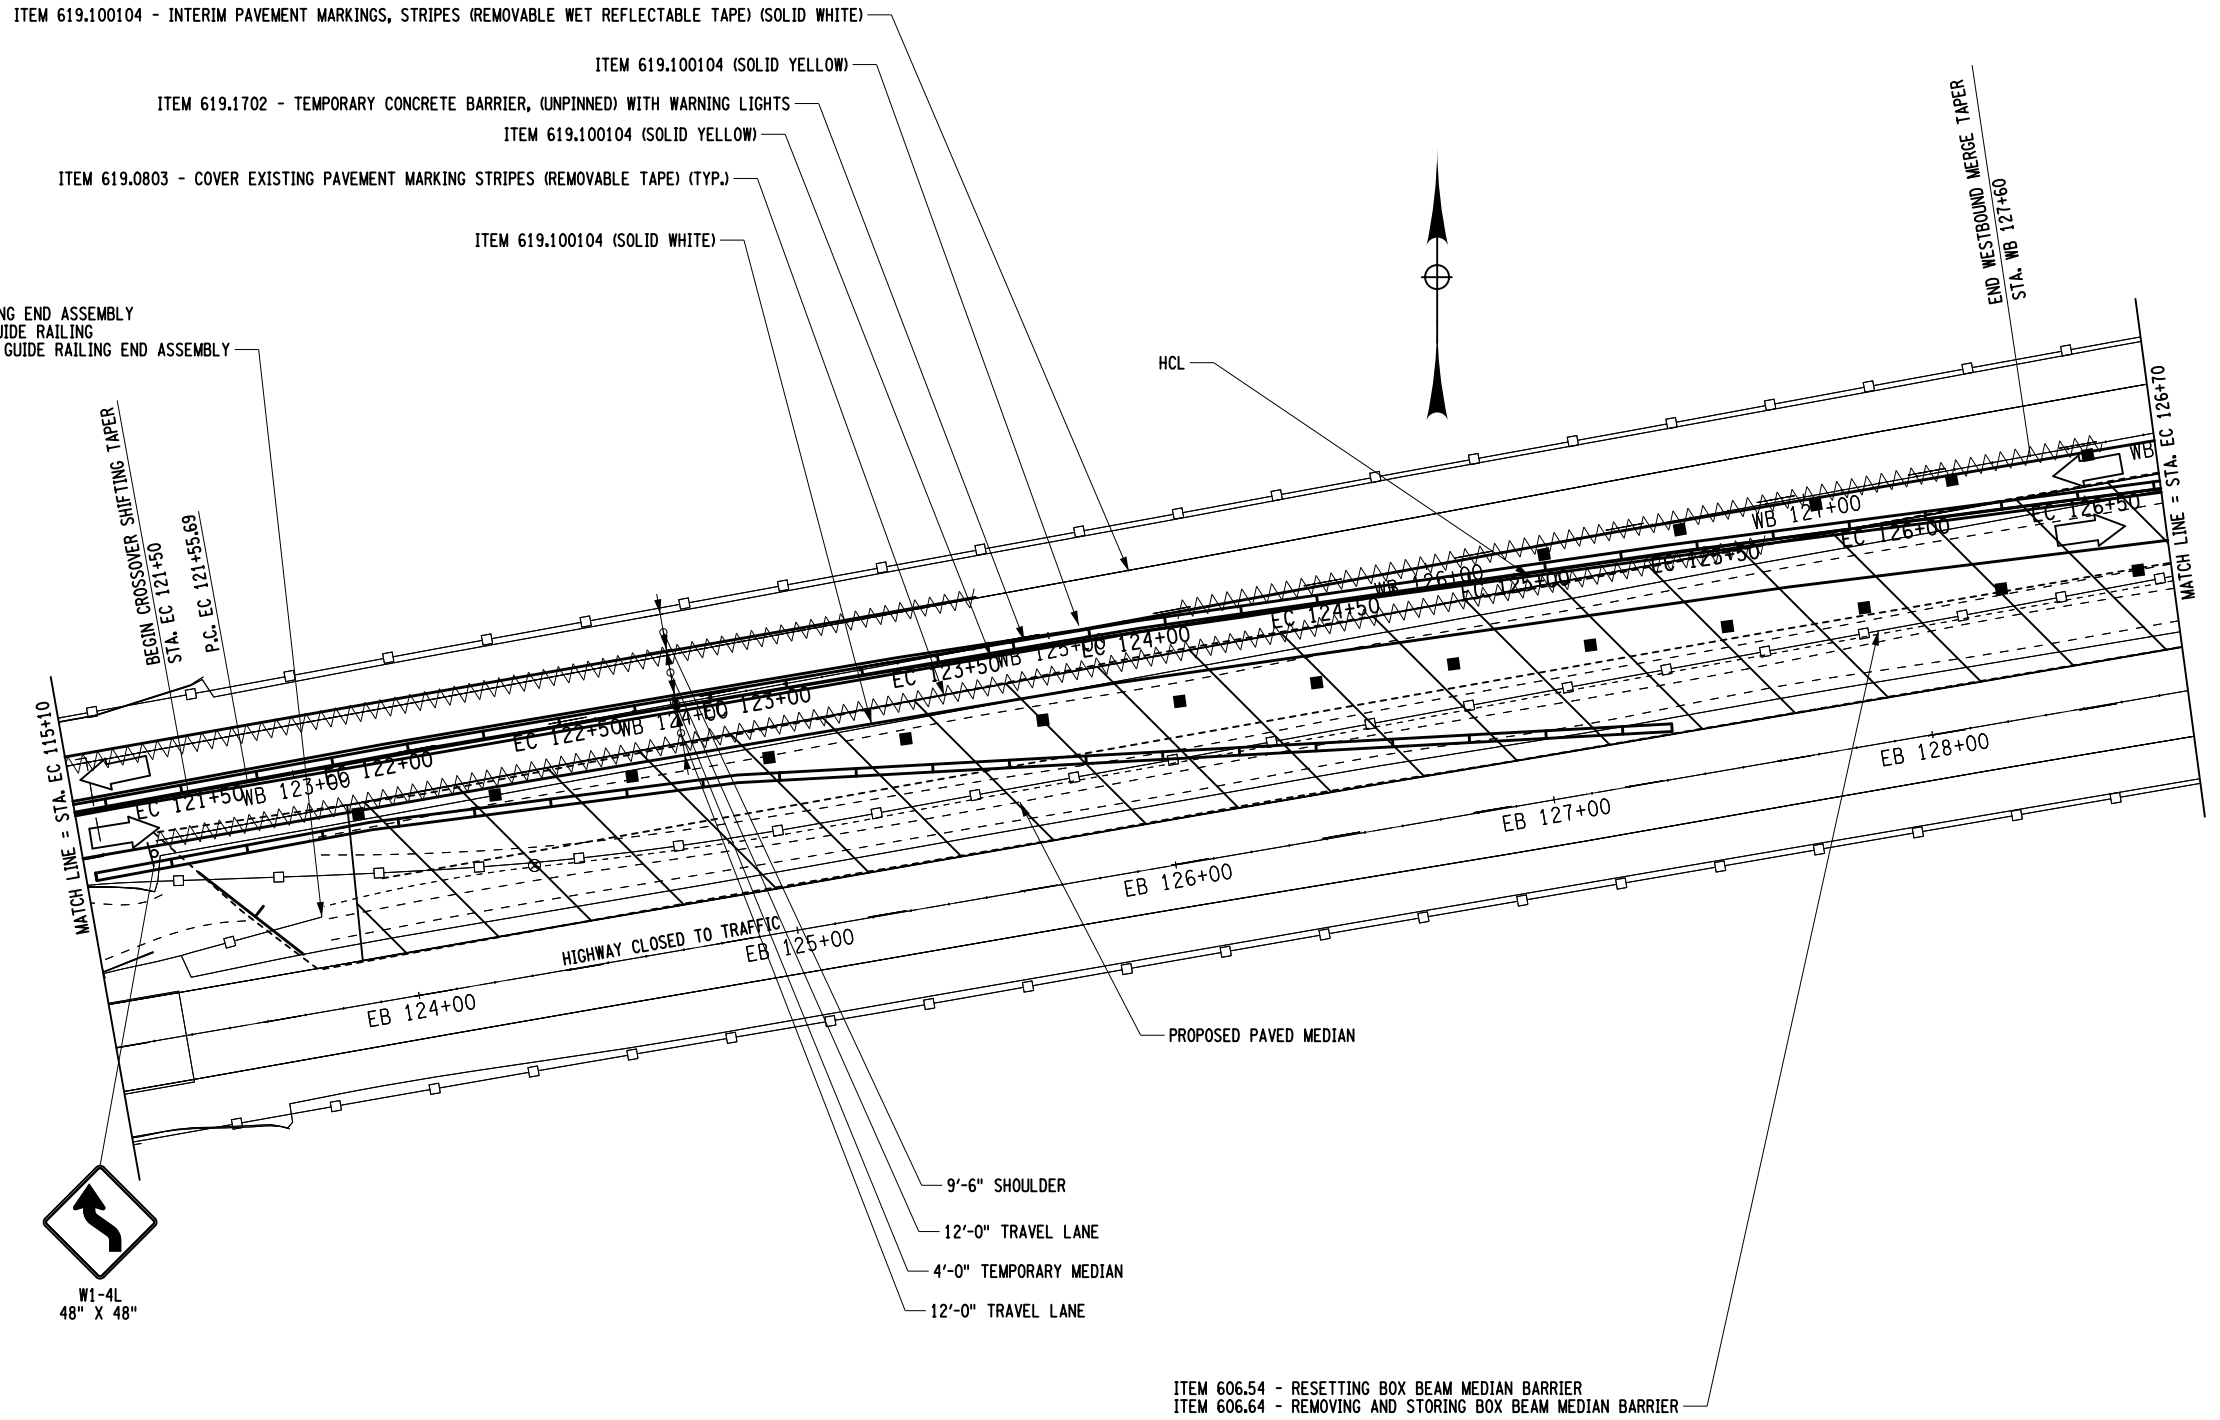 ITEM 619.100104 - INTERIM PAVEMENT MARKINGS, STRIPES (REMOVABLE WET REFLECTABLE TAPE) (SOLID WHITE)
ITEM 619.100104 (SOLID YELLOW)
ITEM 619.1702 - TEMPORARY CONCRETE BARRIER, (UNPINNED) WITH WARNING LIGHTS
ITEM 619.100104 (SOLID YELLOW)
ITEM 619.0803 - COVER EXISTING PAVEMENT MARKING STRIPES (REMOVABLE TAPE) (TYP.)
ITEM 619.100104 (SOLID WHITE)
END ASSEMBLY
RAILING
GUIDE RAILING END ASSEMBLY
HCL
END WESTBOUND MERGE TAPER
STA. WB 127+60
BEGIN CROSSOVER SHIFTING TAPER
STA. EC 121+50
P.C. EC 121+55.69
MATCH LINE = STA. EC 115+10
MATCH LINE = STA. EC 126+70
EC 121+50
WB 123+00
EC 122+00
EC 122+50
WB 124+00
EC 123+00
EC 123+50
WB 125+00
EC 124+00
EC 124+50
WB 126+00
EC 125+00
EC 125+50
WB 127+00
EC 126+00
EC 126+50
WB
HIGHWAY CLOSED TO TRAFFIC
EB 124+00
EB 125+00
EB 126+00
EB 127+00
EB 128+00
PROPOSED PAVED MEDIAN
9'-6" SHOULDER
12'-0" TRAVEL LANE
4'-0" TEMPORARY MEDIAN
12'-0" TRAVEL LANE
W1-4L
48" X 48"
ITEM 606.54 - RESETTING BOX BEAM MEDIAN BARRIER
ITEM 606.64 - REMOVING AND STORING BOX BEAM MEDIAN BARRIER